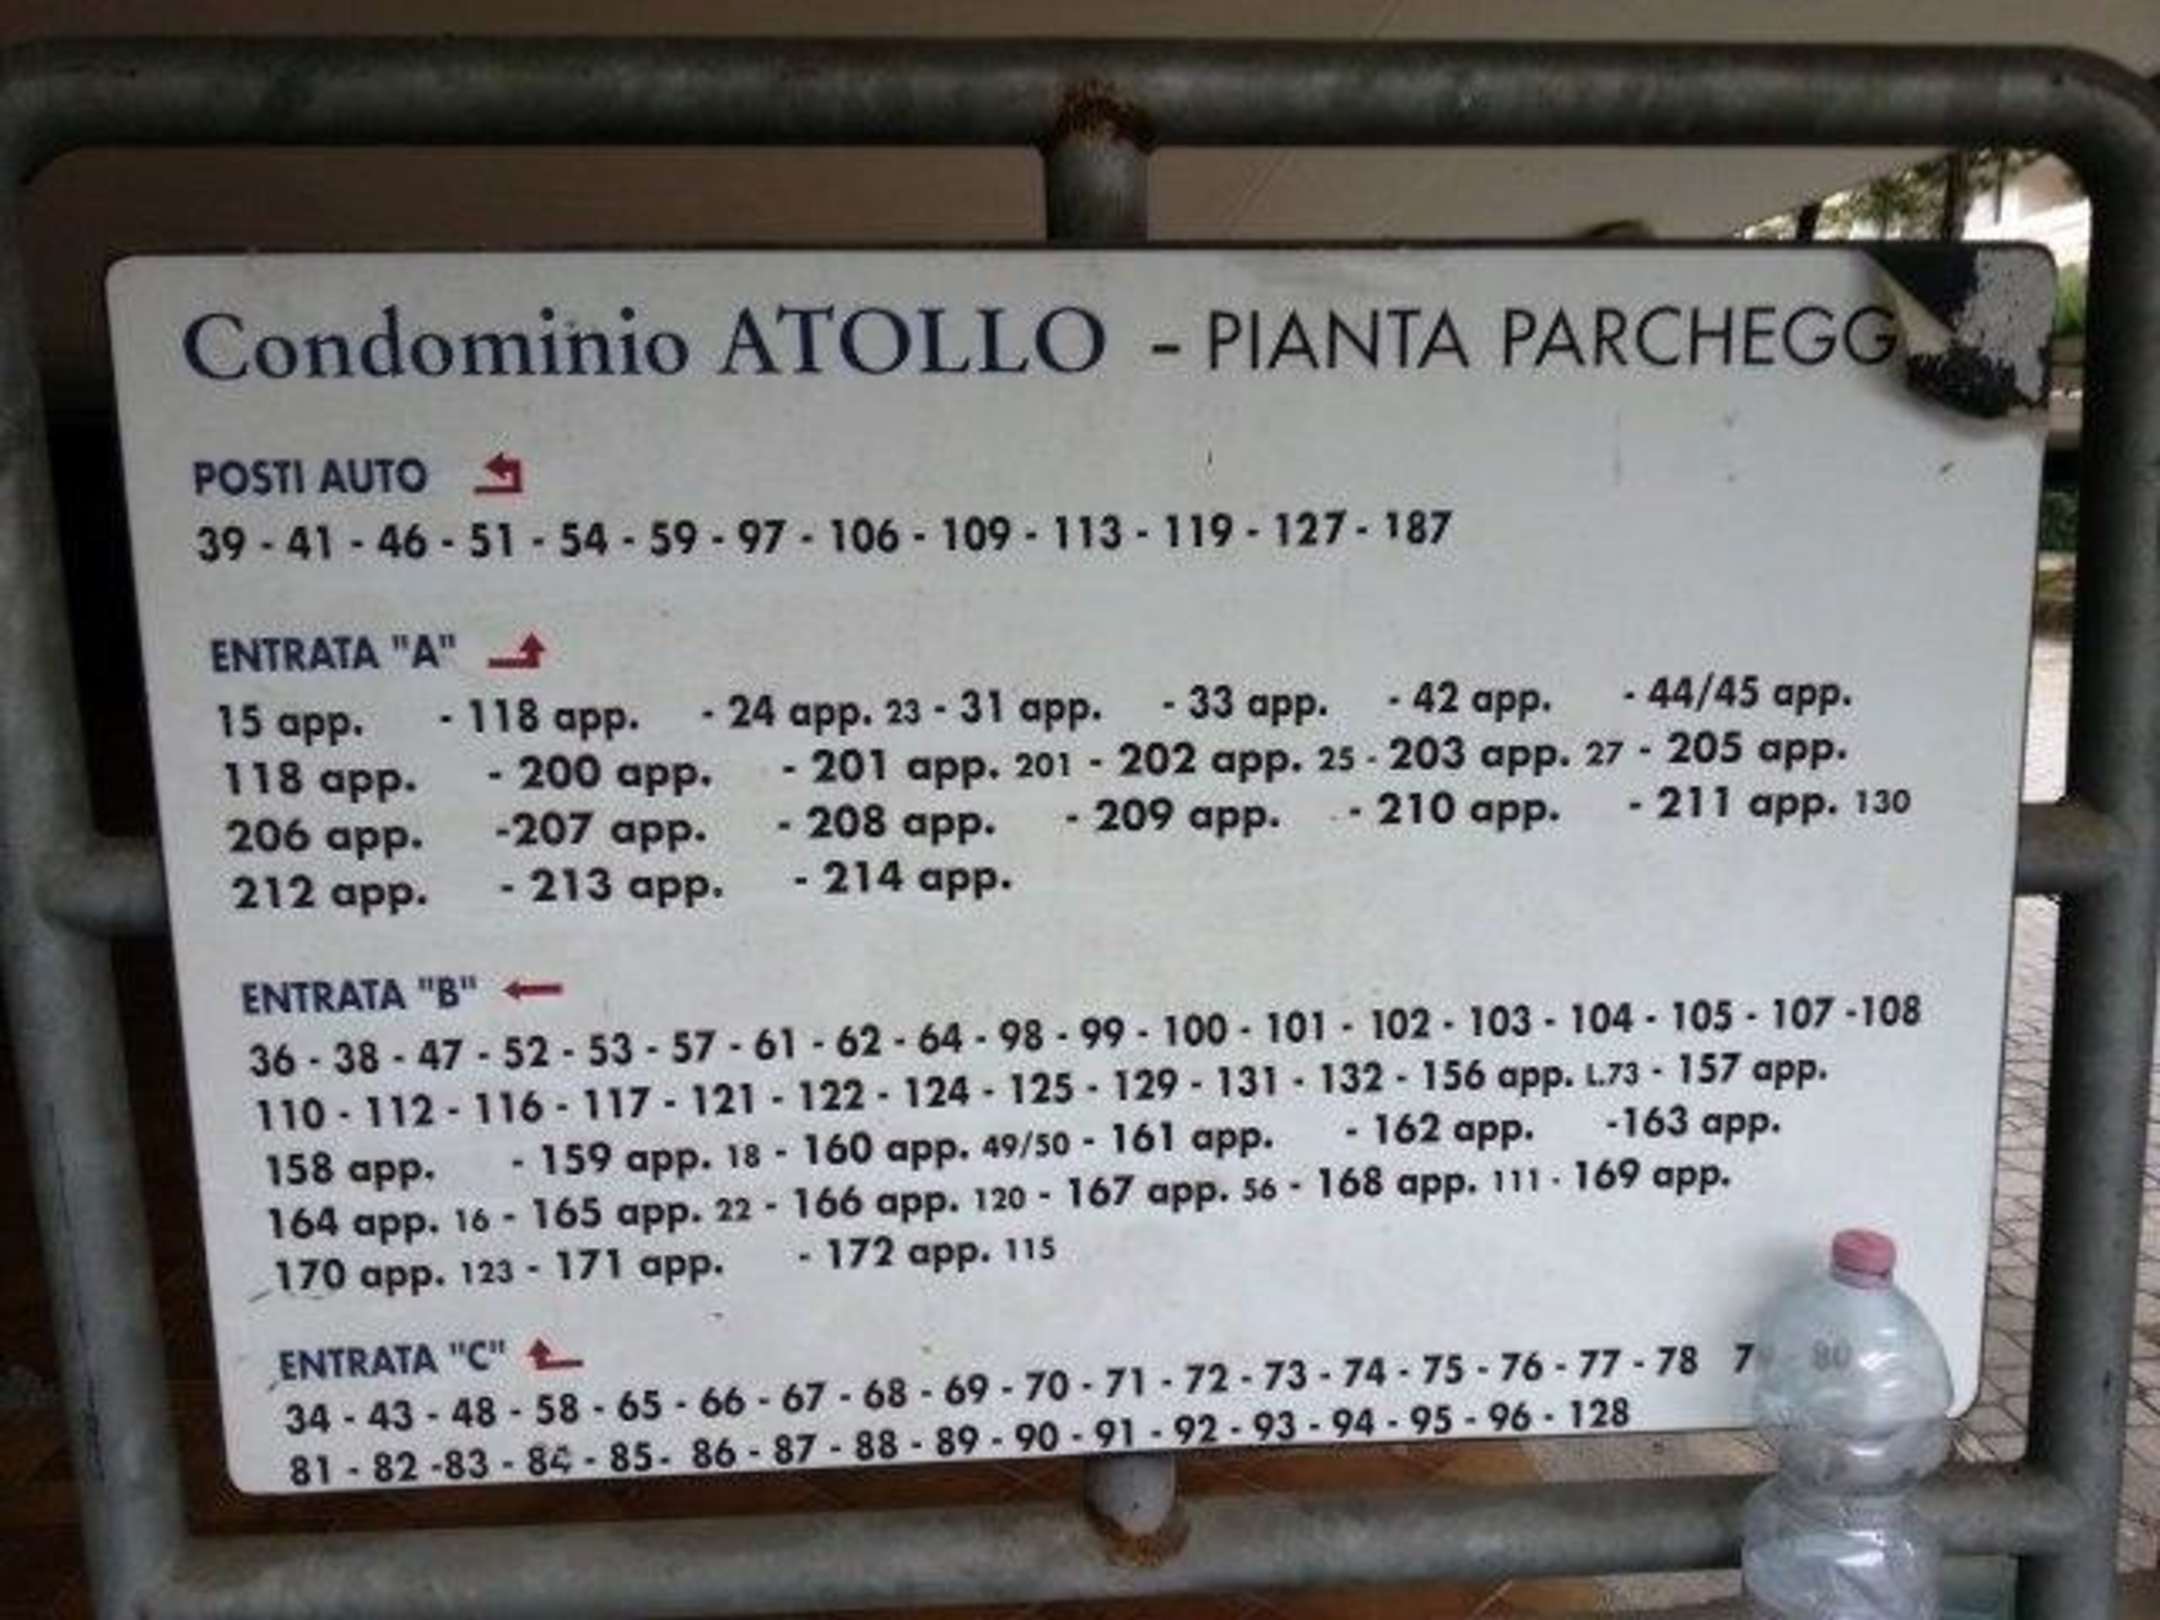 Condominio ATOLLO - PIANTA PARCHEGG
POSTI AUTO
39 - 41 - 46 - 51 - 54 - 59 - 97 - 106 - 109 - 113 - 119 - 127 - 187
ENTRATA "A"
15 app. - 118 app. - 24 app. 23 - 31 app. - 33 app. - 42 app. - 44/45 app.
118 app. - 200 app. - 201 app. 201 - 202 app. 25 - 203 app. 27 - 205 app.
206 app. -207 app. - 208 app. - 209 app. - 210 app. - 211 app. 130
212 app. - 213 app. - 214 app.
ENTRATA "B"
36 - 38 - 47 - 52 - 53 - 57 - 61 - 62 - 64 - 98 - 99 - 100 - 101 - 102 - 103 - 104 - 105 - 107 -108
110 - 112 - 116 - 117 - 121 - 122 - 124 - 125 - 129 - 131 - 132 - 156 app. L.73 - 157 app.
158 app. - 159 app. 18 - 160 app. 49/50 - 161 app. - 162 app. -163 app.
164 app. 16 - 165 app. 22 - 166 app. 120 - 167 app. 56 - 168 app. 111 - 169 app.
170 app. 123 - 171 app. - 172 app. 115
ENTRATA "C"
34 - 43 - 48 - 58 - 65 - 66 - 67 - 68 - 69 - 70 - 71 - 72 - 73 - 74 - 75 - 76 - 77 - 78 80
81 - 82 -83 - 84 - 85- 86 - 87 - 88 - 89 - 90 - 91 - 92 - 93 - 94 - 95 - 96 - 128